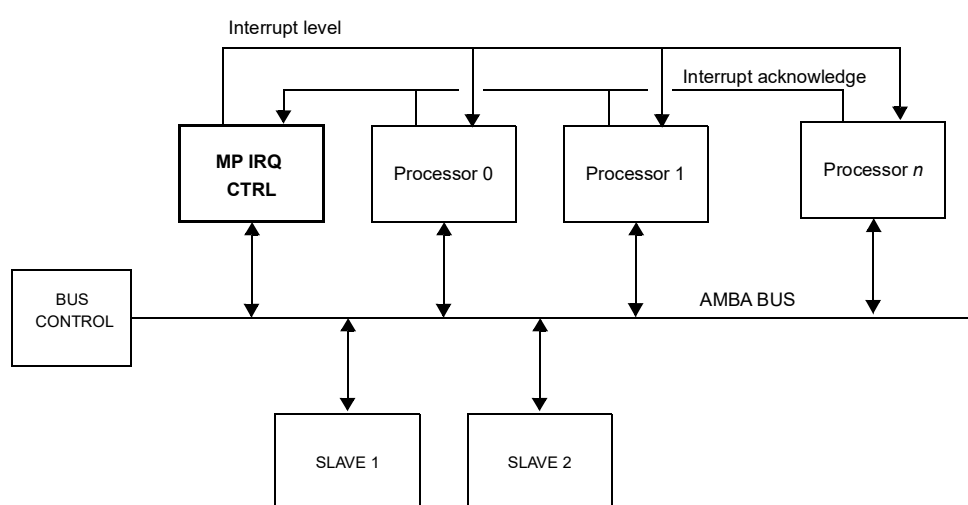 Interrupt level
Interrupt acknowledge
MP IRQ
CTRL
Processor 0
Processor 1
Processor n
BUS
CONTROL
AMBA BUS
SLAVE 1
SLAVE 2